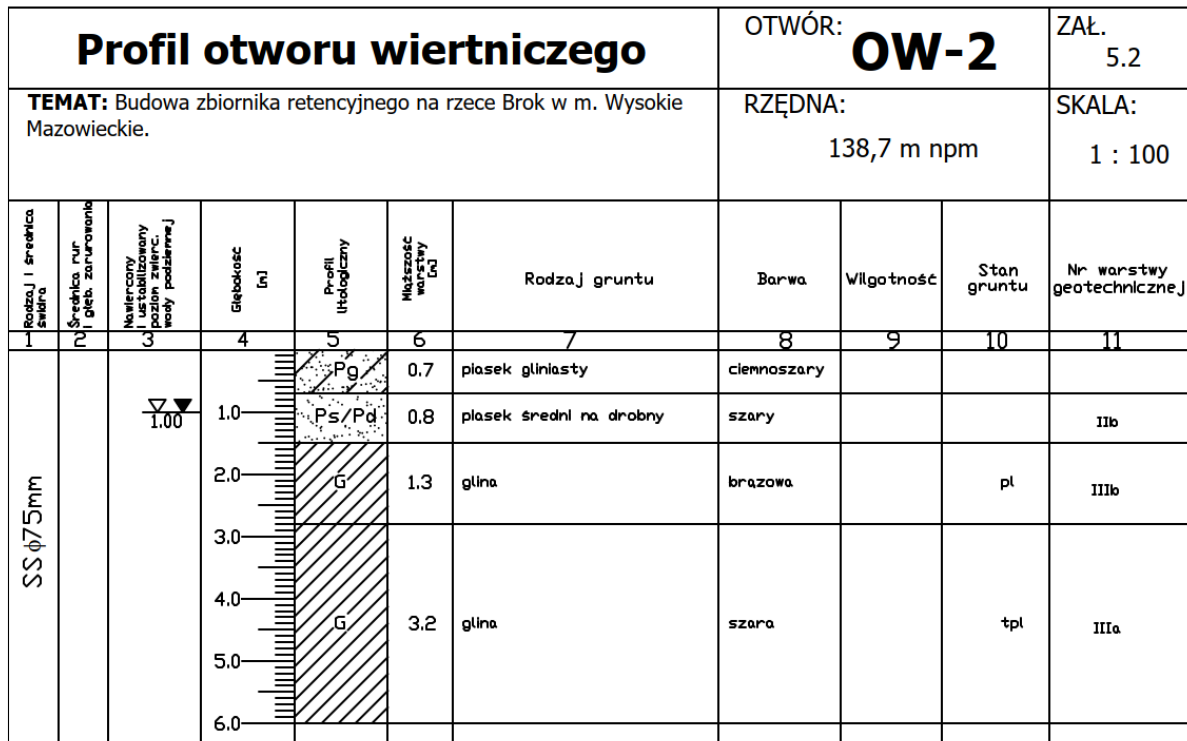 Profil otworu wiertniczego
OTWÓR: OW-2
ZAŁ.
5.2
TEMAT: Budowa zbiornika retencyjnego na rzece Brok w m. Wysokie
Mazowieckie.
RZĘDNA:
138,7 m npm
SKALA:
1 : 100
Rodzaj i średnica
świdra
Średnica rur
i głęb. zarurowania
Nawiercony
i ustabilizowany
poziom zwierc.
wody podziemnej
Głębokość
[m]
Profil
litologiczny
Miąższość
warstwy
[m]
Rodzaj gruntu
Barwa
Wilgotność
Stan
gruntu
Nr warstwy
geotechnicznej
1 2 3 4 5 6 7 8 9 10 11
Pg 0.7 piasek gliniasty ciemnoszary
1.00 1.0 Ps/Pd 0.8 piasek średni na drobny szary IIb
2.0 G 1.3 glina brązowa pl IIIb
SSϕ75mm
3.0
4.0
G 3.2 glina szara tpl IIIa
5.0
6.0